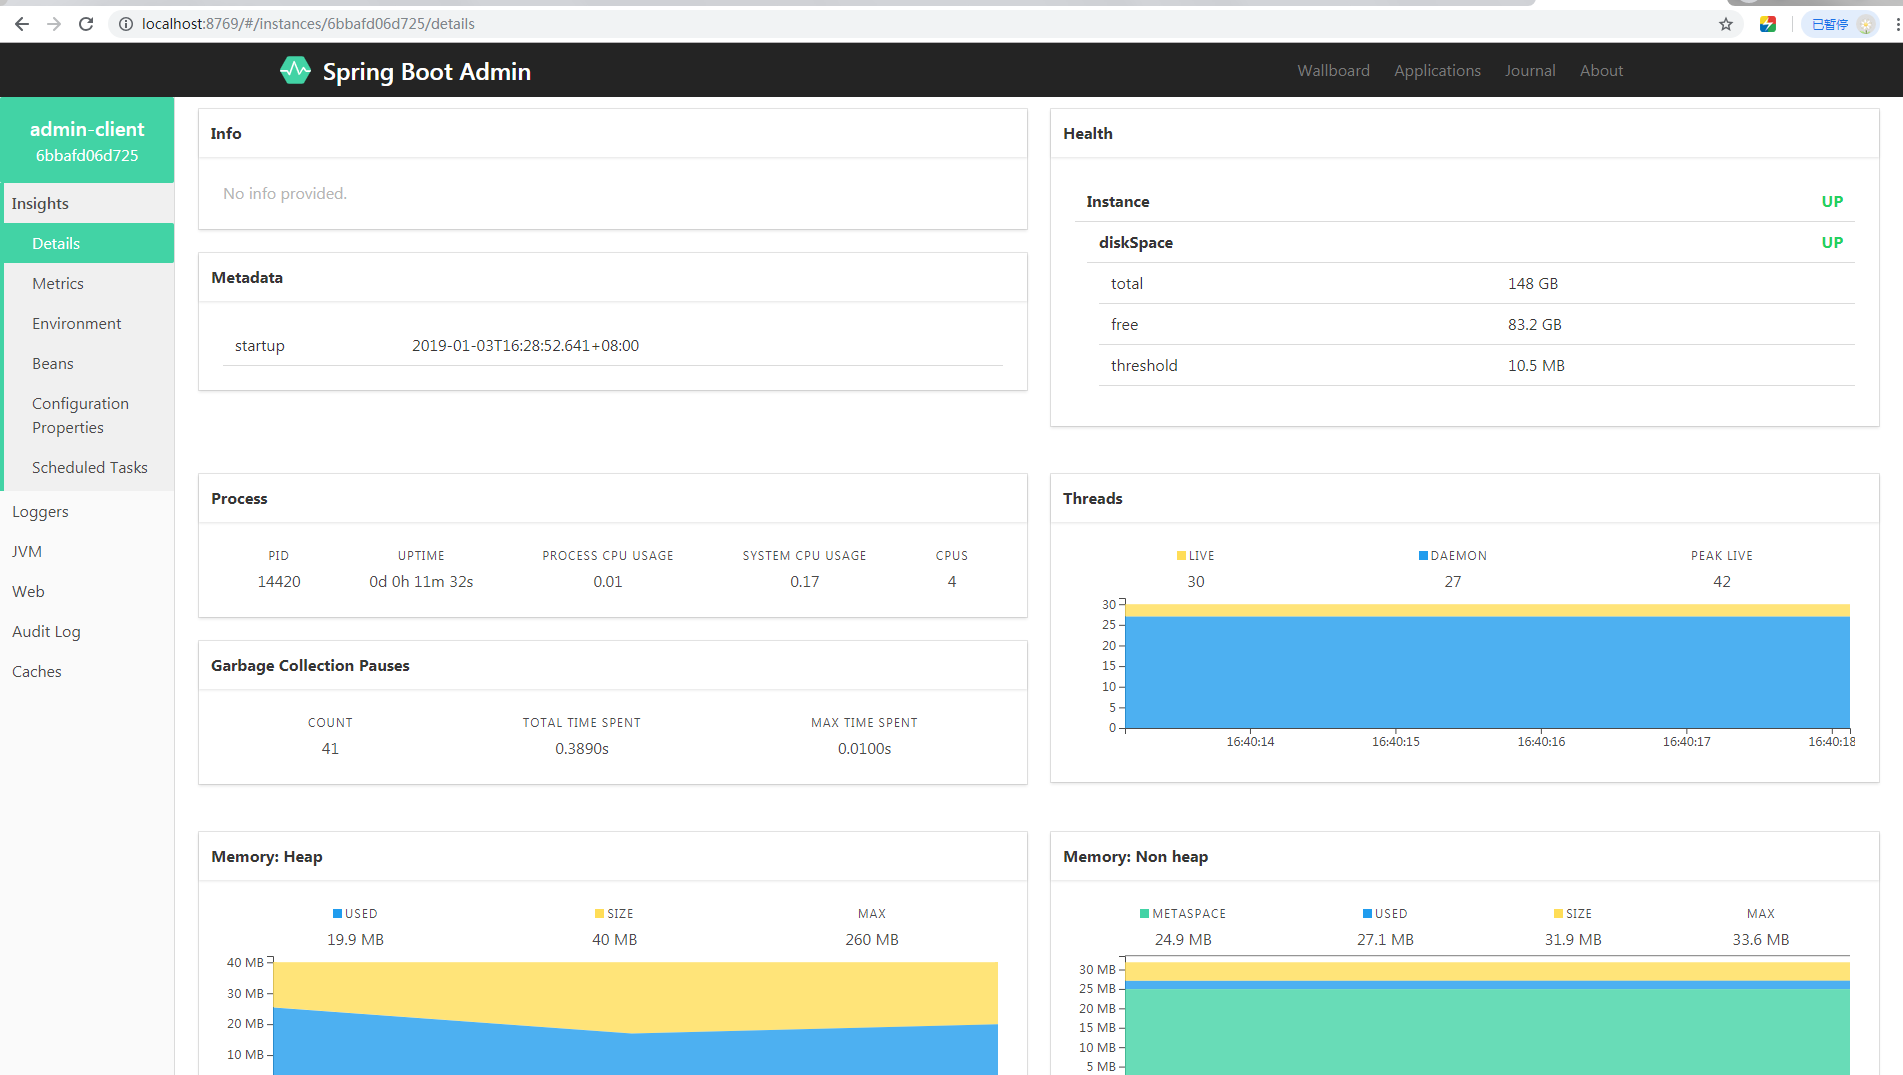 localhost:8769/#/instances/6bbafd06d725/details
已暂停
Spring Boot Admin
Wallboard
Applications
Journal
About
admin-client
6bbafd06d725
Insights
Details
Metrics
Environment
Beans
Configuration
Properties
Scheduled Tasks
Loggers
JVM
Web
Audit Log
Caches
Info
No info provided.
Metadata
startup 2019-01-03T16:28:52.641+08:00
Health
Instance UP
diskSpace UP
total 148 GB
free 83.2 GB
threshold 10.5 MB
Process
PID UPTIME PROCESS CPU USAGE SYSTEM CPU USAGE CPUS
14420 0d 0h 11m 32s 0.01 0.17 4
Garbage Collection Pauses
COUNT TOTAL TIME SPENT MAX TIME SPENT
41 0.3890s 0.0100s
Threads
LIVE DAEMON PEAK LIVE
30 27 42
30
25
20
15
10
5
0
16:40:14 16:40:15 16:40:16 16:40:17 16:40:18
Memory: Heap
USED SIZE MAX
19.9 MB 40 MB 260 MB
40 MB
30 MB
20 MB
10 MB
Memory: Non heap
METASPACE USED SIZE MAX
24.9 MB 27.1 MB 31.9 MB 33.6 MB
30 MB
25 MB
20 MB
15 MB
10 MB
5 MB